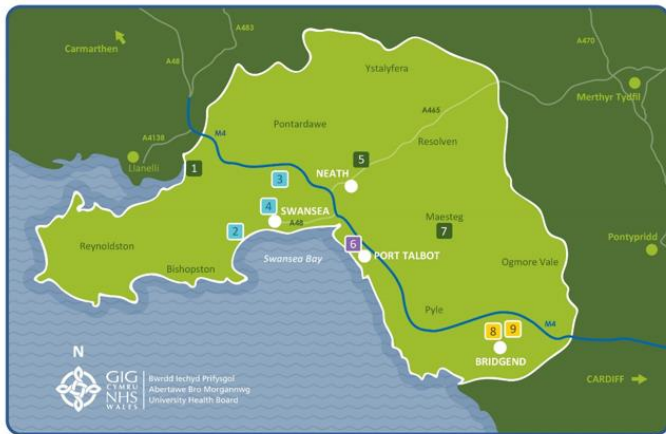 A483
Carmarthen
A48
A470
Ystalyfera
Merthyr Tydfil
A465
M4
Pontardawe
A4138
Resolven
Llanelli
1
5
3
NEATH
4
SWANSEA
A48
Maesteg
2
7
Reynoldston
6
Pontypridd
Bishopston
Swansea Bay
PORT TALBOT
Ogmore Vale
Pyle
M4
8
9
BRIDGEND
N
CARDIFF
GIG
CYMRU
NHS
WALES
Bwrdd Iechyd Prifysgol
Abertawe Bro Morgannwg
University Health Board